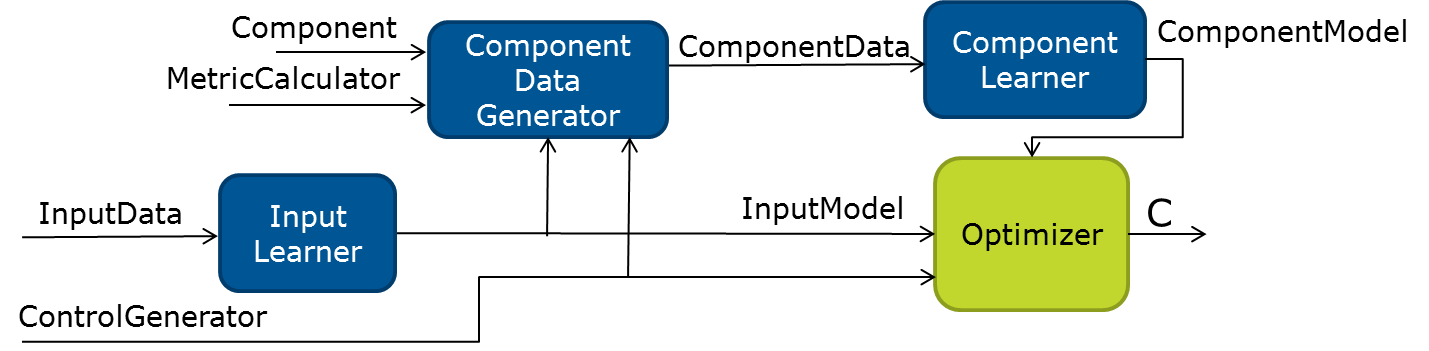 Component
MetricCalculator
Component
Data
Generator
ComponentData
Component
Learner
ComponentModel
InputData
Input
Learner
InputModel
Optimizer
C
ControlGenerator